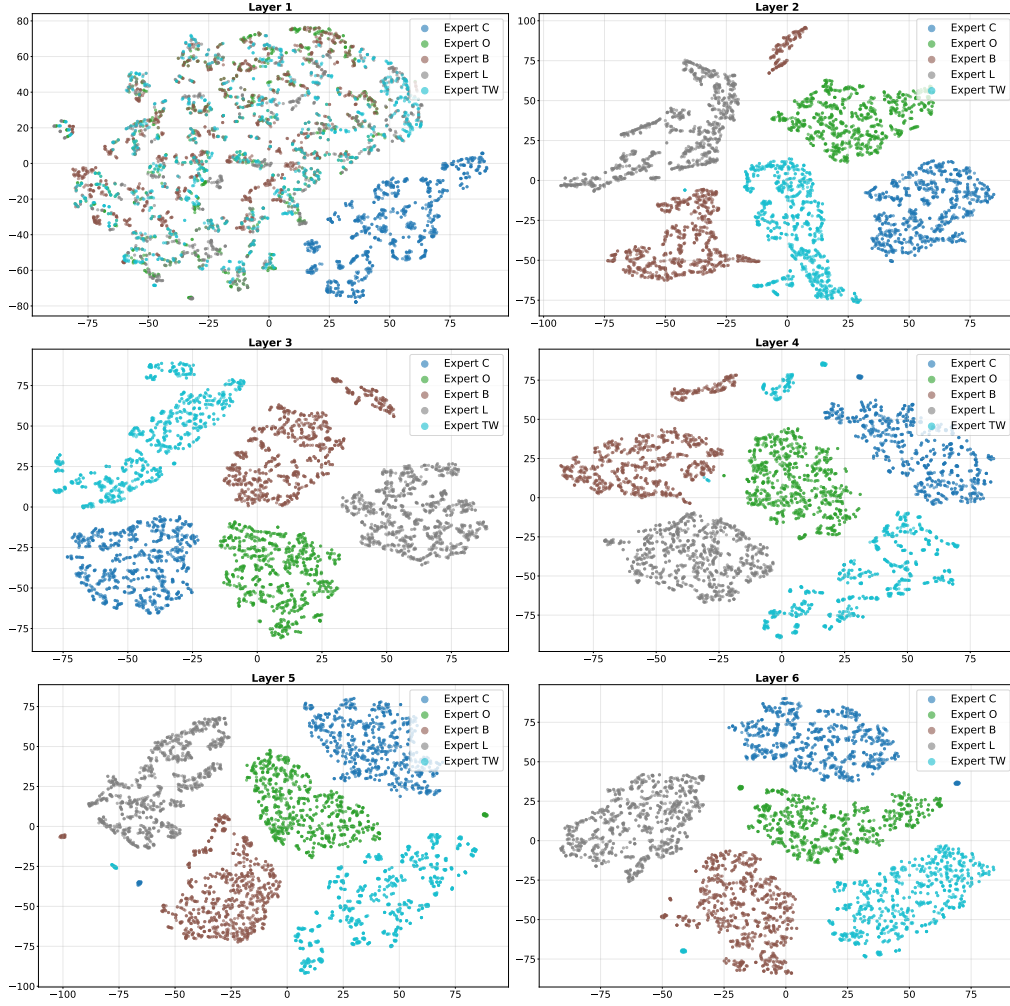 Layer 1
80
60
40
20
0
−20
−40
−60
−80
−75 −50 −25 0 25 50 75
Expert C
Expert O
Expert B
Expert L
Expert TW
Layer 2
100
75
50
25
0
−25
−50
−75
−100 −75 −50 −25 0 25 50 75
Expert C
Expert O
Expert B
Expert L
Expert TW
Layer 3
75
50
25
0
−25
−50
−75
−75 −50 −25 0 25 50 75
Expert C
Expert O
Expert B
Expert L
Expert TW
Layer 4
75
50
25
0
−25
−50
−75
−75 −50 −25 0 25 50 75
Expert C
Expert O
Expert B
Expert L
Expert TW
Layer 5
75
50
25
0
−25
−50
−75
−100
−100 −75 −50 −25 0 25 50 75
Expert C
Expert O
Expert B
Expert L
Expert TW
Layer 6
75
50
25
0
−25
−50
−75
−75 −50 −25 0 25 50 75
Expert C
Expert O
Expert B
Expert L
Expert TW